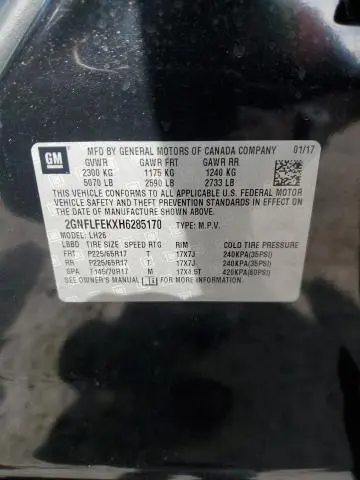 GM
MFD BY GENERAL MOTORS OF CANADA COMPANY 01/17
GVWR GAWR FRT GAWR RR
2300 KG 1175 KG 1240 KG
5070 LB 2590 LB 2733 LB
THIS VEHICLE CONFORMS TO ALL APPLICABLE U.S. FEDERAL MOTOR
VEHICLE SAFETY AND THEFT PREVENTION STANDARDS IN EFFECT ON
THE DATE OF MANUFACTURE SHOWN ABOVE.
2GNFLFEKXH6285170 TYPE: M.P.V.
MODEL: LH26
LBBD TIRE SIZE SPEED RTG RIM COLD TIRE PRESSURE
FRT P225/65R17 T 17X7J 240KPA(35PSI)
RR P225/65R17 T 17X7J 240KPA(35PSI)
SPA T145/70R17 M 17X4.5T 420KPA(60PSI)
SEE OWNER'S MANUAL FOR MORE INFORMATION.